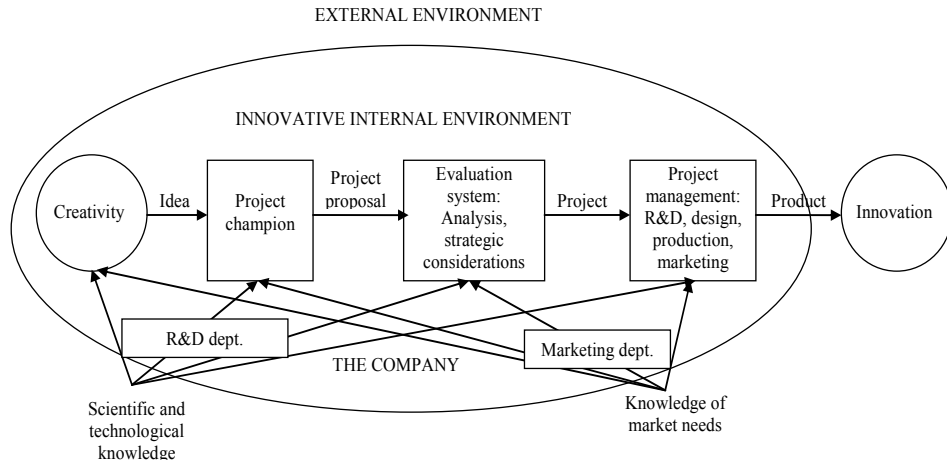 EXTERNAL ENVIRONMENT
INNOVATIVE INTERNAL ENVIRONMENT
Creativity
Idea
Project
champion
Project
proposal
Evaluation
system:
Analysis,
strategic
considerations
Project
Project
management:
R&D, design,
production,
marketing
Product
Innovation
R&D dept.
THE COMPANY
Marketing dept.
Scientific and
technological
knowledge
Knowledge of
market needs